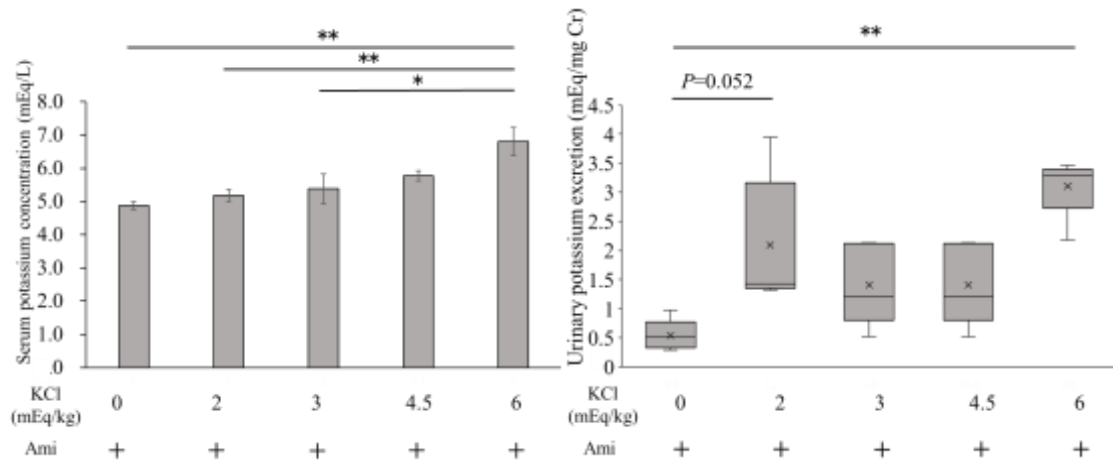 **
**
*
Serum potassium concentration (mEq/L)
8.0
7.0
6.0
5.0
4.0
3.0
2.0
1.0
.0
KCl
(mEq/kg)
0 2 3 4.5 6
Ami + + + + +
**
P=0.052
Urinary potassium excretion (mEq/mg Cr)
4.5
4
3.5
3
2.5
2
1.5
1
0.5
0
KCl
(mEq/kg)
0 2 3 4.5 6
Ami + + + + +